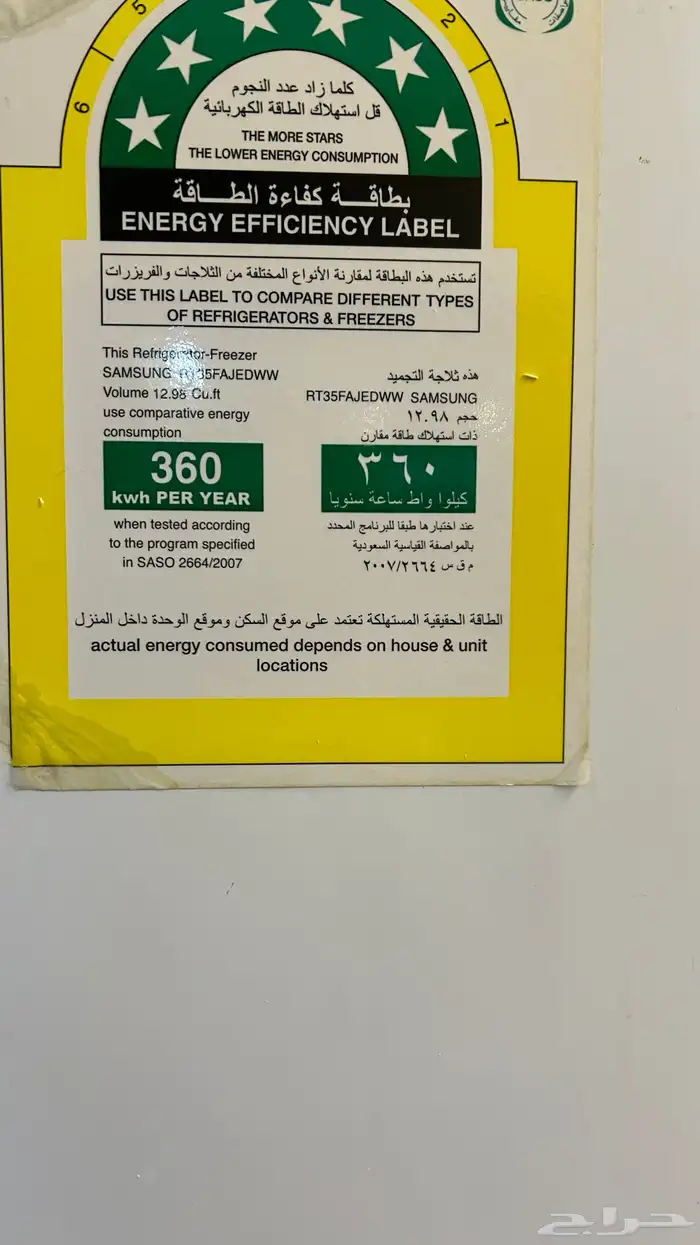 5
2
6
1
كلما زاد عدد النجوم
قل استهلاك الطاقة الكهربائية
THE MORE STARS
THE LOWER ENERGY CONSUMPTION
بطاقة كفاءة الطاقة
ENERGY EFFICIENCY LABEL
تستخدم هذه البطاقة لمقارنة الأنواع المختلفة من الثلاجات والفريزرات
USE THIS LABEL TO COMPARE DIFFERENT TYPES
OF REFRIGERATORS & FREEZERS
This Refrigerator-Freezer
SAMSUNG RT35FAJEDWW
Volume 12.98 Cu.ft
use comparative energy
consumption
360
kwh PER YEAR
when tested according
to the program specified
in SASO 2664/2007
هذه ثلاجة التجميد
RT35FAJEDWW SAMSUNG
حجم ١٢.٩٨
ذات استهلاك طاقة مقارن
٣٦٠
كيلوا واط ساعة سنويا
عند اختبارها طبقا للبرنامج المحدد
بالمواصفة القياسية السعودية
م ق س ٢٠٠٧/٢٦٦٤
الطاقة الحقيقية المستهلكة تعتمد على موقع السكن وموقع الوحدة داخل المنزل
actual energy consumed depends on house & unit
locations
حراج